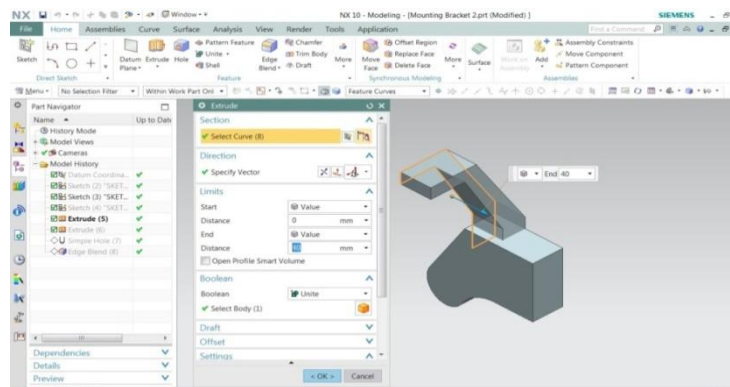 NX Window NX 10 - Modeling - [Mounting Bracket 2.prt (Modified) ] SIEMENS
File Home Assemblies Curve Surface Analysis View Render Tools Application Find a Command
Sketch Datum Plane Extrude Hole Pattern Feature Unite Shell Edge Blend Chamfer Trim Body Draft More Move Face Offset Region Replace Face Delete Face More Surface Work on Assembly Add Assembly Constraints Move Component Pattern Component
Direct Sketch Feature Synchronous Modeling Assemblies
Menu No Selection Filter Within Work Part Onl Feature Curves
Part Navigator
Name Up to Date
History Mode
Model Views
Cameras
Model History
Datum Coordina...
Sketch (2) "SKET...
Sketch (3) "SKET...
Sketch (4) "SKET...
Extrude (5)
Extrude (6)
Simple Hole (7)
Edge Blend (8)
Dependencies
Details
Preview
Extrude
Section
Select Curve (8)
Direction
Specify Vector
Limits
Start Value
Distance 0 mm
End Value
Distance 40 mm
Open Profile Smart Volume
Boolean
Boolean Unite
Select Body (1)
Draft
Offset
Settings
< OK > Cancel
End 40